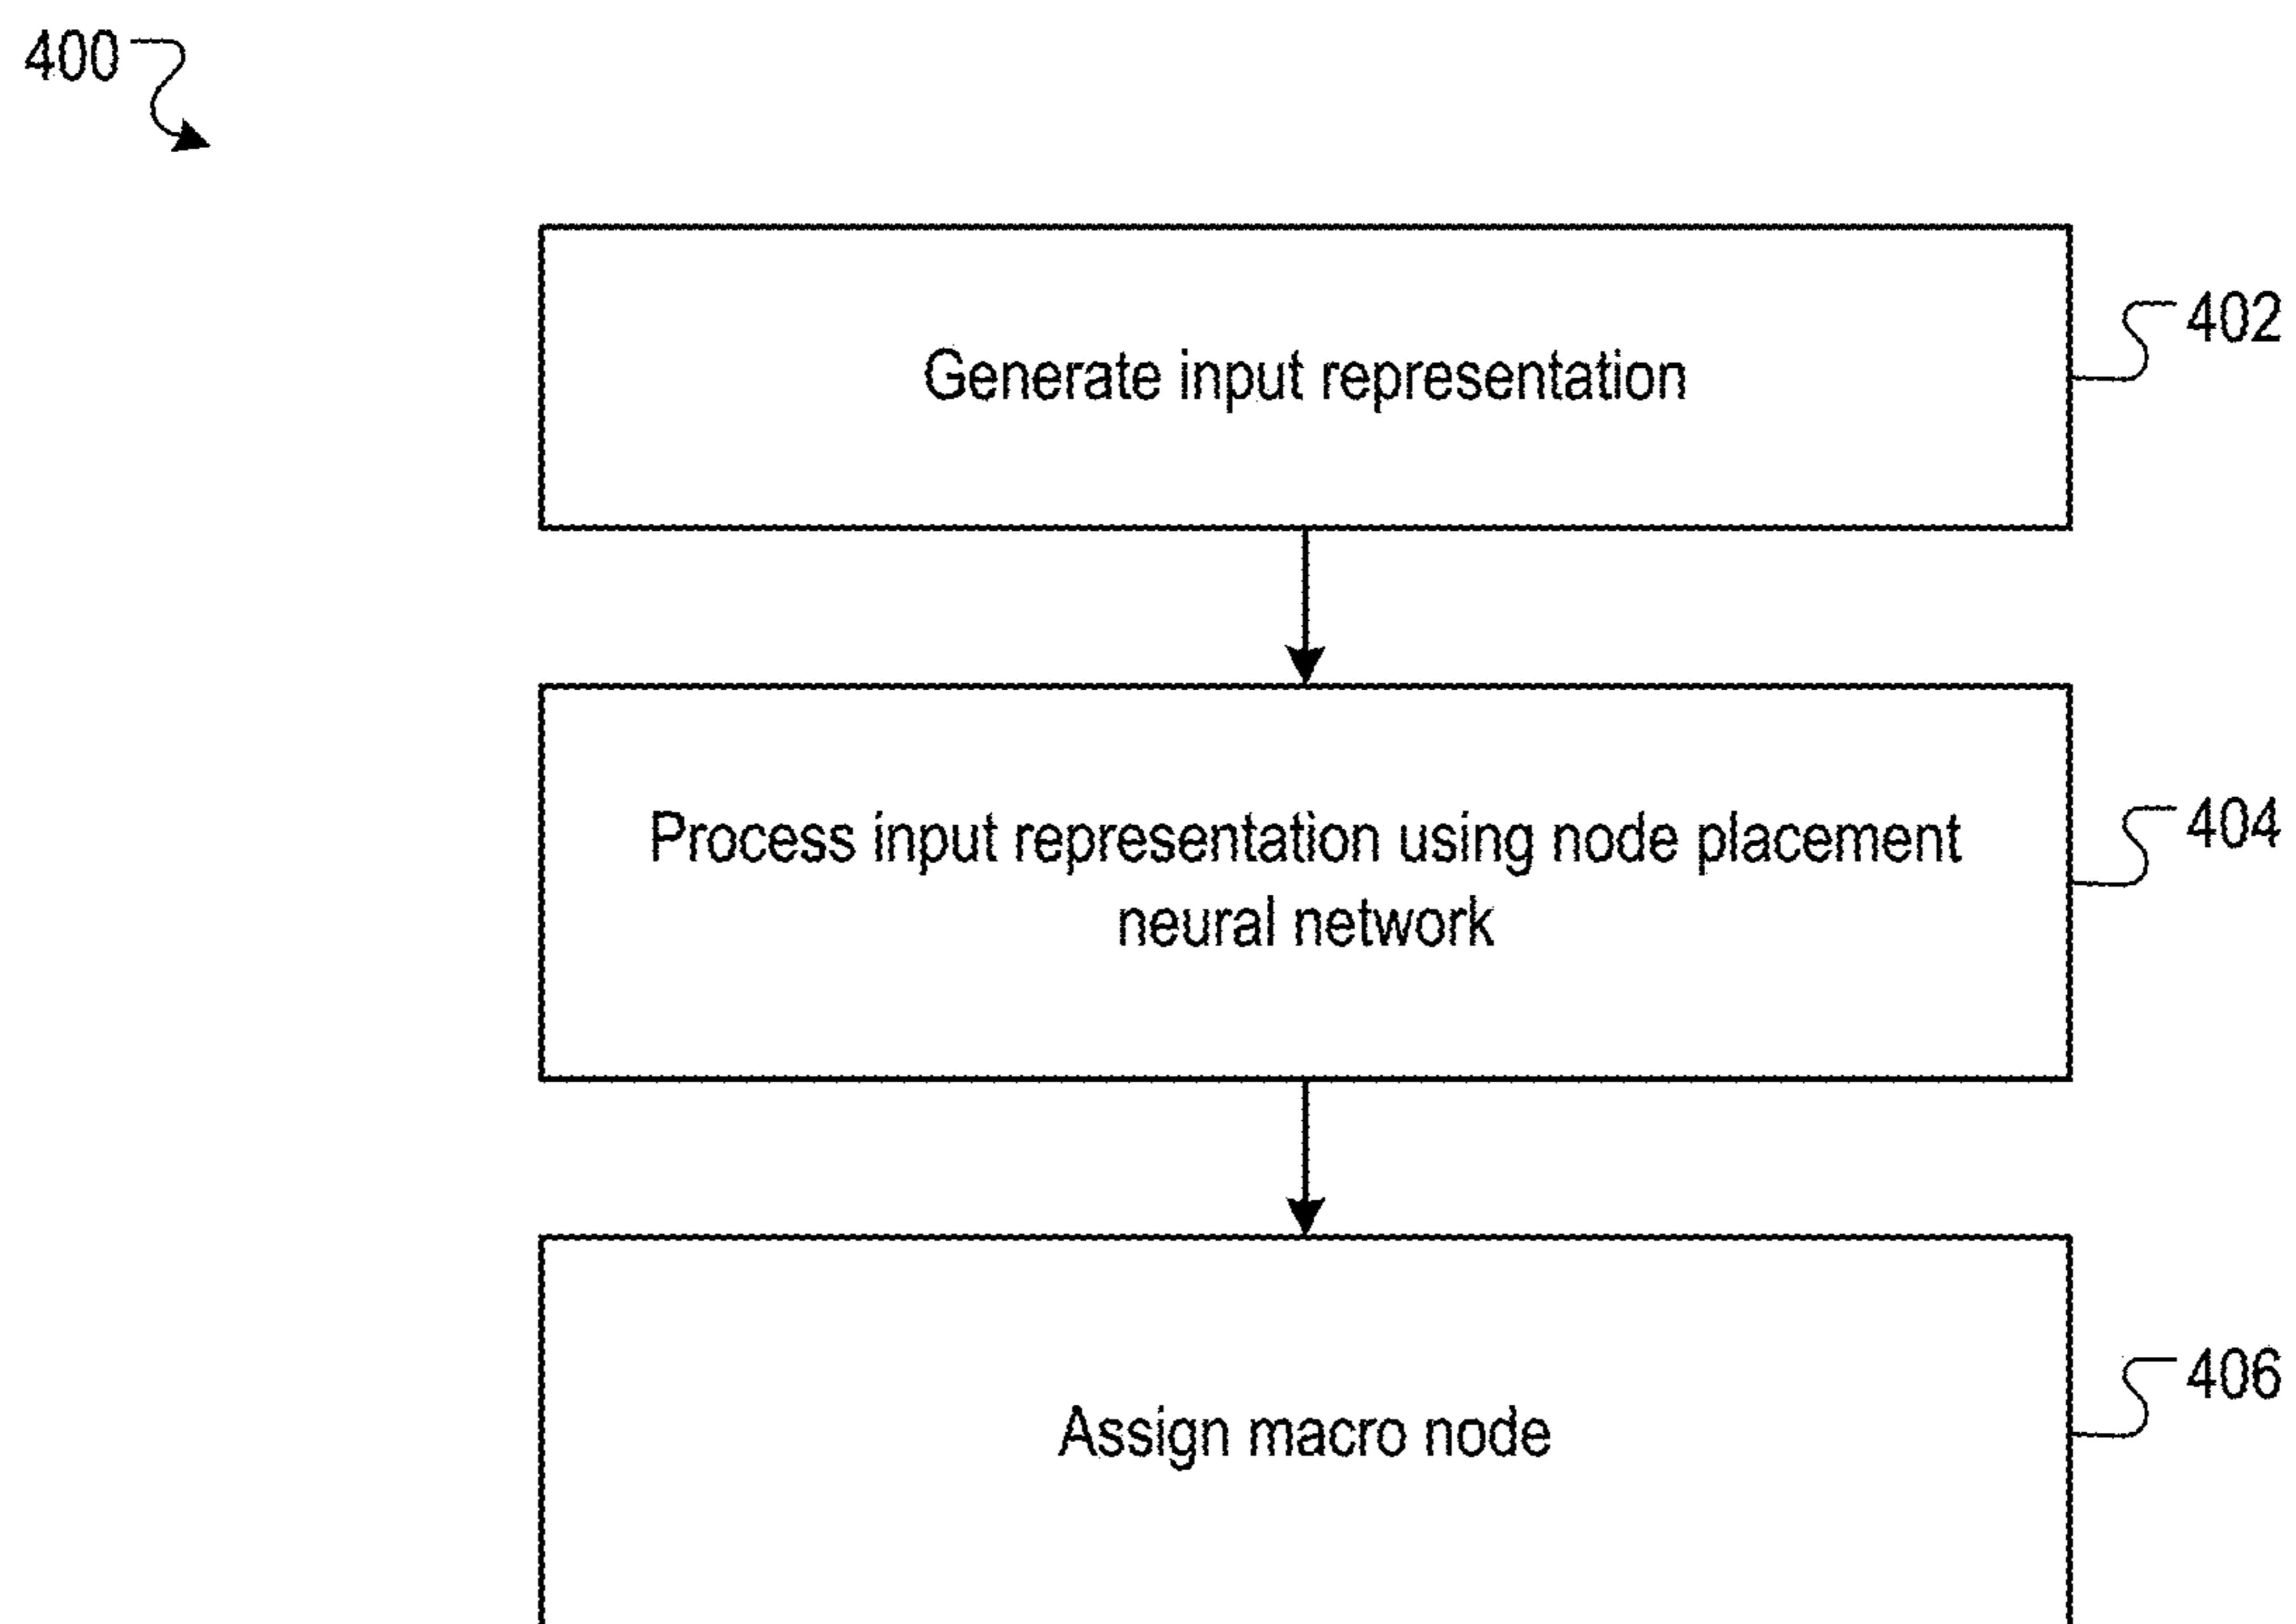 400
Generate input representation
402
Process input representation using node placement
neural network
404
Assign macro node
406